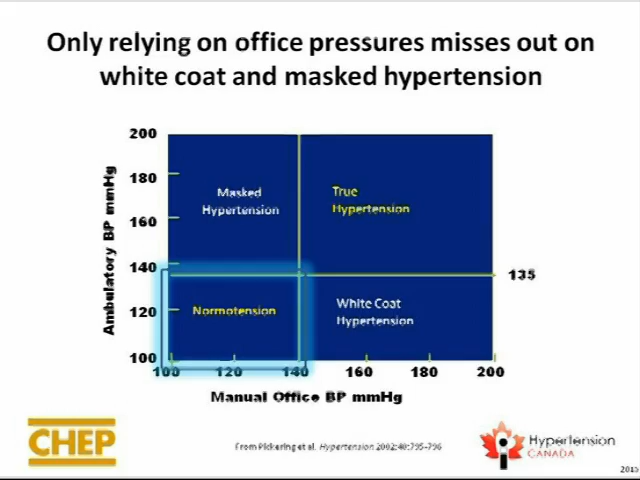 Only relying on office pressures misses out on
white coat and masked hypertension
200
180
160
140
120
100
Ambulatory BP mmHg
Masked
Hypertension
True
Hypertension
Normotension
White Coat
Hypertension
135
100 120 140 160 180 200
Manual Office BP mmHg
CHEP
From Pickering et al. Hypertension 2002:40:795-796
Hypertension
CANADA